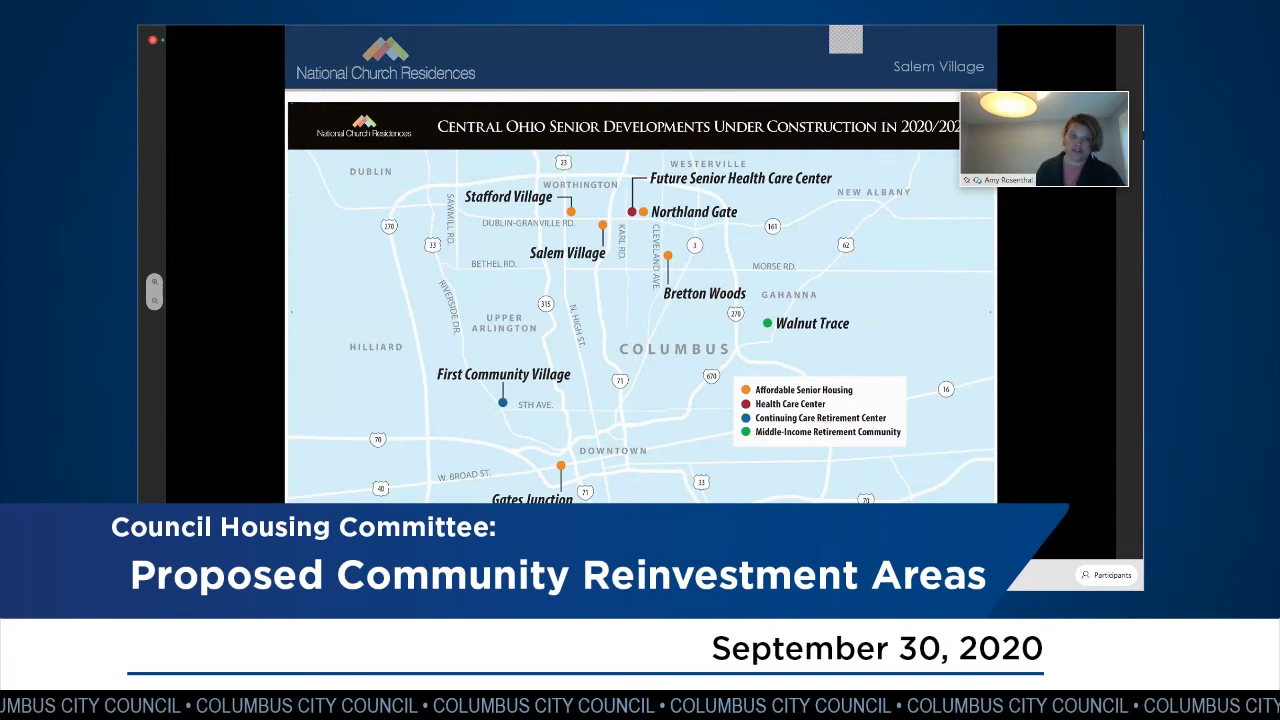 National Church Residences
Salem Village
National Church Residences
CENTRAL OHIO SENIOR DEVELOPMENTS UNDER CONSTRUCTION IN 2020/202
Amy Rosenthal
DUBLIN
23
WORTHINGTON
WESTERVILLE
Future Senior Health Care Center
NEW ALBANY
Stafford Village
SAWMILL RD.
Northland Gate
270
DUBLIN-GRANVILLE RD.
KARL RD.
CLEVELAND AVE.
161
33
3
62
Salem Village
BETHEL RD.
MORSE RD.
RIVERSIDE DR.
Bretton Woods
GAHANNA
315
N. HIGH ST.
270
UPPER
ARLINGTON
Walnut Trace
HILLIARD
COLUMBUS
First Community Village
71
670
16
5TH AVE.
Affordable Senior Housing
Health Care Center
Continuing Care Retirement Center
Middle-Income Retirement Community
70
DOWNTOWN
W. BROAD ST.
40
71
33
70
Gates Junction
Council Housing Committee:
Proposed Community Reinvestment Areas
Participants
September 30, 2020
UMBUS CITY COUNCIL • COLUMBUS CITY COUNCIL • COLUMBUS CITY COUNCIL • COLUMBUS CITY COUNCIL • COLUMBUS CITY COUNCIL • COLUMBUS CITY